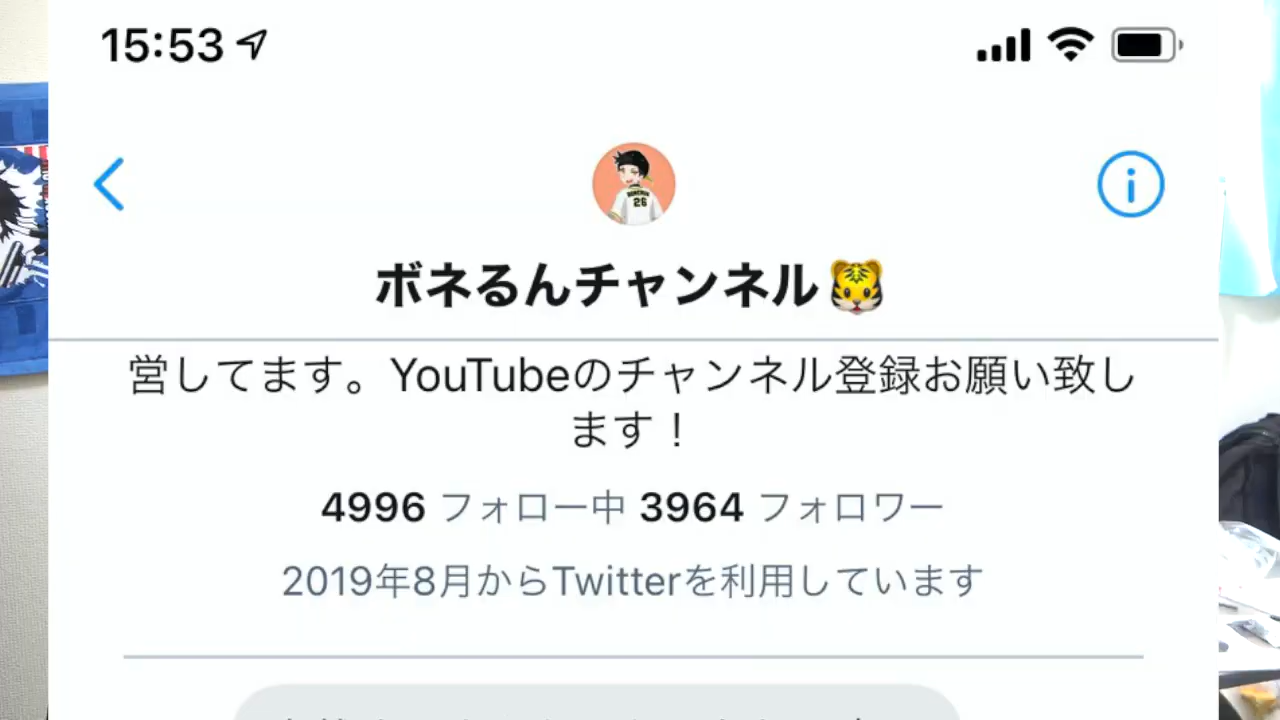 15:53
26
ボネるんチャンネル🐯
営してます。YouTubeのチャンネル登録お願い致し
ます！
4996 フォロー中 3964 フォロワー
2019年8月からTwitterを利用しています